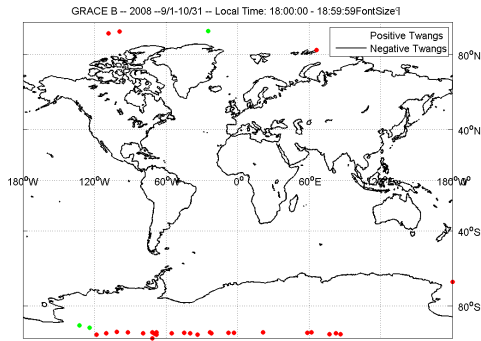 GRACE B -- 2008 --9/1-10/31 -- Local Time: 18:00:00 - 18:59:59FontSize
Positive Twangs
Negative Twangs
80°N
40°N
180°W 120°W 60°W 0° 60°E 120°E 180°W
40°S
80°S